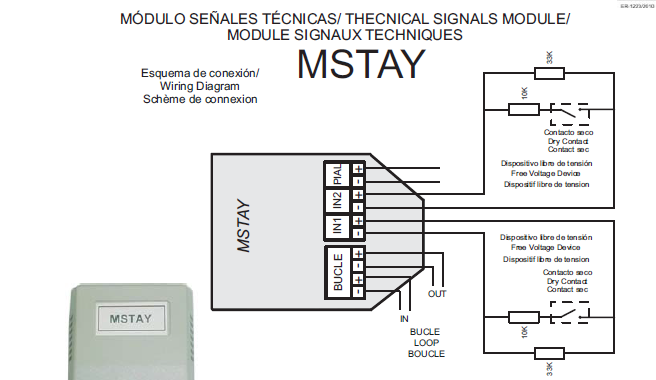 MÓDULO SEÑALES TÉCNICAS/ THECNICAL SIGNALS MODULE/
MODULE SIGNAUX TECHNIQUES
MSTAY
Esquema de conexión/
Wiring Diagram
Schème de connexion
33K
10K
Contacto seco
Dry Contact
Contact sec
Dispositivo libre de tensión
Free Voltage Device
Dispositif libre de tension
MSTAY
PIAL
+
-
IN2
+
-
IN1
+
-
BUCLE
+
-
+
-
OUT
IN
BUCLE
LOOP
BOUCLE
Dispositivo libre de tensión
Free Voltage Device
Dispositif libre de tension
Contacto seco
Dry Contact
Contact sec
10K
33K
MSTAY